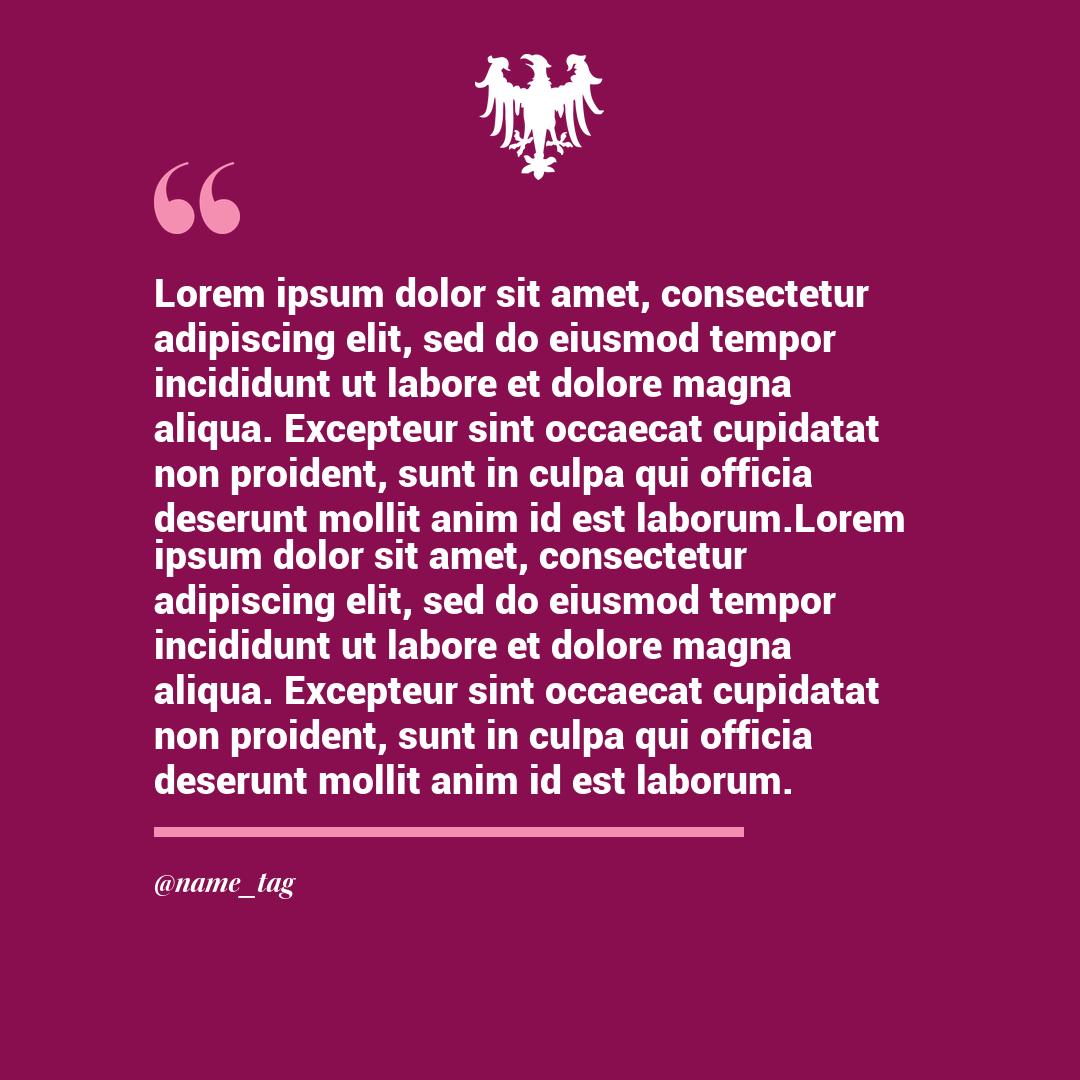 “
Lorem ipsum dolor sit amet, consectetur
adipiscing elit, sed do eiusmod tempor
incididunt ut labore et dolore magna
aliqua. Excepteur sint occaecat cupidatat
non proident, sunt in culpa qui officia
deserunt mollit anim id est laborum.Lorem
ipsum dolor sit amet, consectetur
adipiscing elit, sed do eiusmod tempor
incididunt ut labore et dolore magna
aliqua. Excepteur sint occaecat cupidatat
non proident, sunt in culpa qui officia
deserunt mollit anim id est laborum.
@name_tag